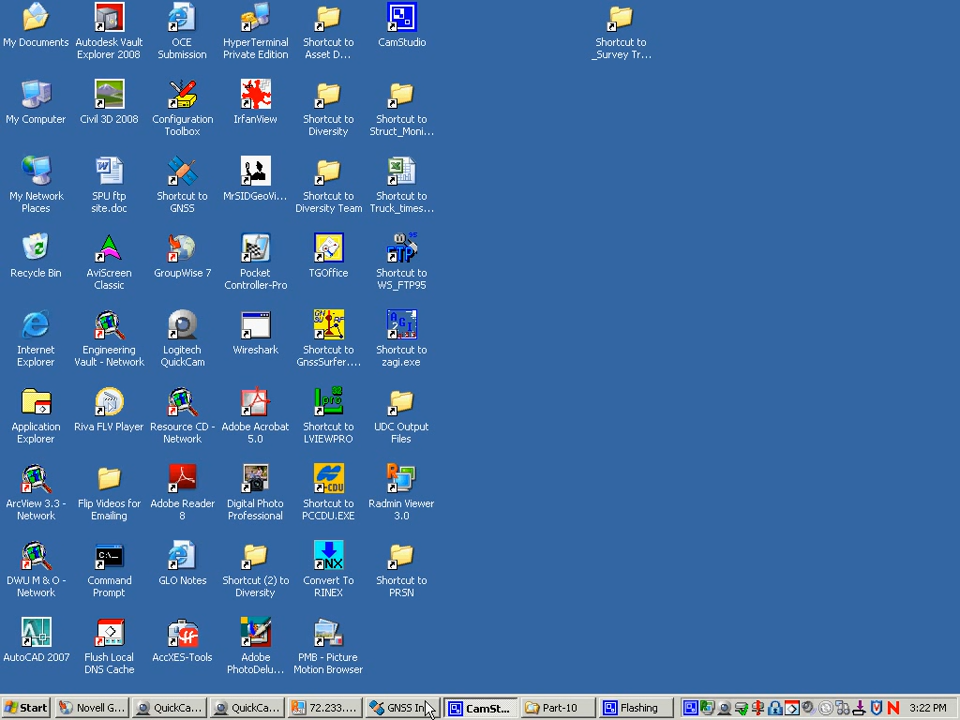 My Documents
Autodesk Vault
Explorer 2008
OCE
Submission
HyperTerminal
Private Edition
Shortcut to
Asset D...
CamStudio
Shortcut to
_Survey Tr...
My Computer
Civil 3D 2008
Configuration
Toolbox
IrfanView
Shortcut to
Diversity
Shortcut to
Struct_Moni...
My Network
Places
SPU ftp
site.doc
Shortcut to
GNSS
MrSIDGeoVi...
Shortcut to
Diversity Team
Shortcut to
Truck_times...
Recycle Bin
AviScreen
Classic
GroupWise 7
Pocket
Controller-Pro
TGOffice
FTP
95
Shortcut to
WS_FTP95
Internet
Explorer
Engineering
Vault - Network
Logitech
QuickCam
Wireshark
Shortcut to
GnssSurfer....
Shortcut to
zagi.exe
Application
Explorer
Riva FLV Player
Resource CD -
Network
Adobe Acrobat
5.0
pro
Shortcut to
LVIEWPRO
UDC Output
Files
ArcView 3.3 -
Network
Flip Videos for
Emailing
Adobe Reader
8
Digital Photo
Professional
-CDU
Shortcut to
PCCDU.EXE
Radmin Viewer
3.0
DWU M & O -
Network
C:\
Command
Prompt
GLO Notes
Shortcut (2) to
Diversity
NX
Convert To
RINEX
Shortcut to
PRSN
AutoCAD 2007
Flush Local
DNS Cache
AccXES-Tools
Adobe
PhotoDelu...
PMB - Picture
Motion Browser
Start
Novell G...
QuickCa...
QuickCa...
72.233....
GNSS In
CamSt...
Part-10
Flashing
N
3:22 PM